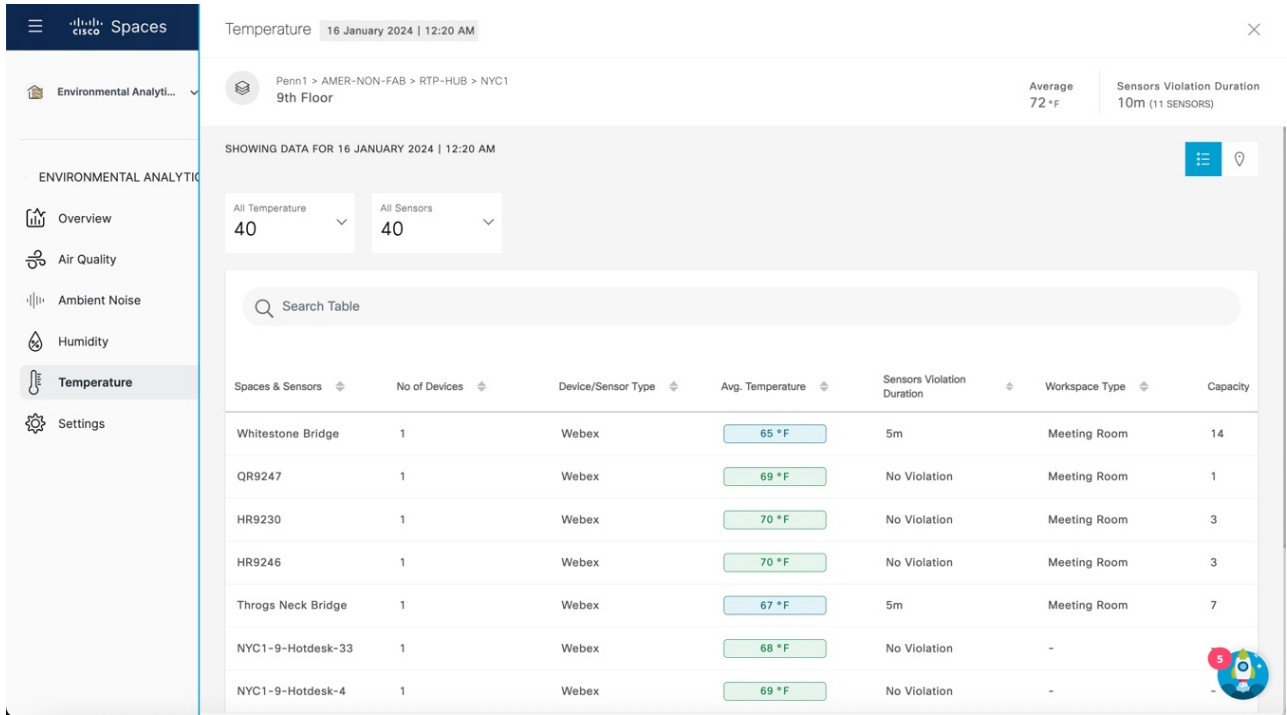 cisco Spaces
Temperature 16 January 2024 | 12:20 AM
Environmental Analyti...
Penn1 > AMER-NON-FAB > RTP-HUB > NYC1
9th Floor
Average
72 °F
Sensors Violation Duration
10m (11 SENSORS)
SHOWING DATA FOR 16 JANUARY 2024 | 12:20 AM
ENVIRONMENTAL ANALYTIC
Overview
Air Quality
Ambient Noise
Humidity
Temperature
Settings
All Temperature
40
All Sensors
40
Search Table
Spaces & Sensors No of Devices Device/Sensor Type Avg. Temperature Sensors Violation Duration Workspace Type Capacity
Whitestone Bridge 1 Webex 65 °F 5m Meeting Room 14
QR9247 1 Webex 69 °F No Violation Meeting Room 1
HR9230 1 Webex 70 °F No Violation Meeting Room 3
HR9246 1 Webex 70 °F No Violation Meeting Room 3
Throgs Neck Bridge 1 Webex 67 °F 5m Meeting Room 7
NYC1-9-Hotdesk-33 1 Webex 68 °F No Violation - -
5
NYC1-9-Hotdesk-4 1 Webex 69 °F No Violation - -